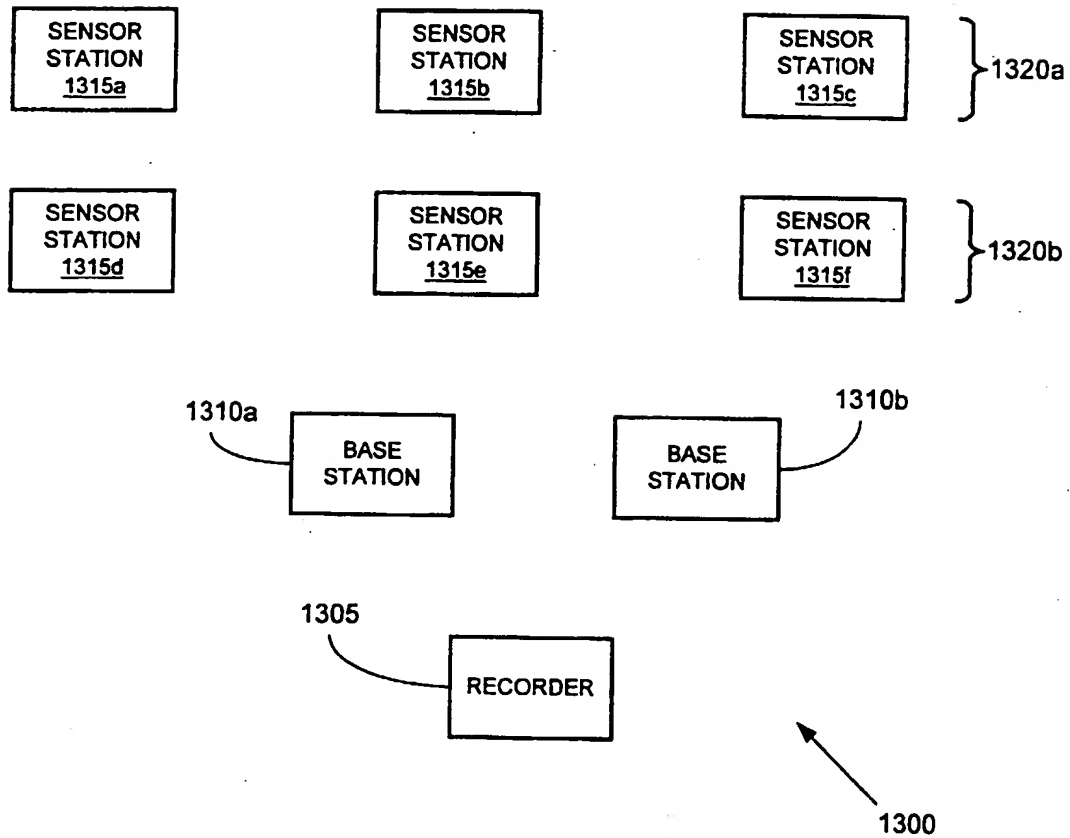 SENSOR
STATION
1315a
SENSOR
STATION
1315b
SENSOR
STATION
1315c
1320a
SENSOR
STATION
1315d
SENSOR
STATION
1315e
SENSOR
STATION
1315f
1320b
1310a
BASE
STATION
BASE
STATION
1310b
1305
RECORDER
1300